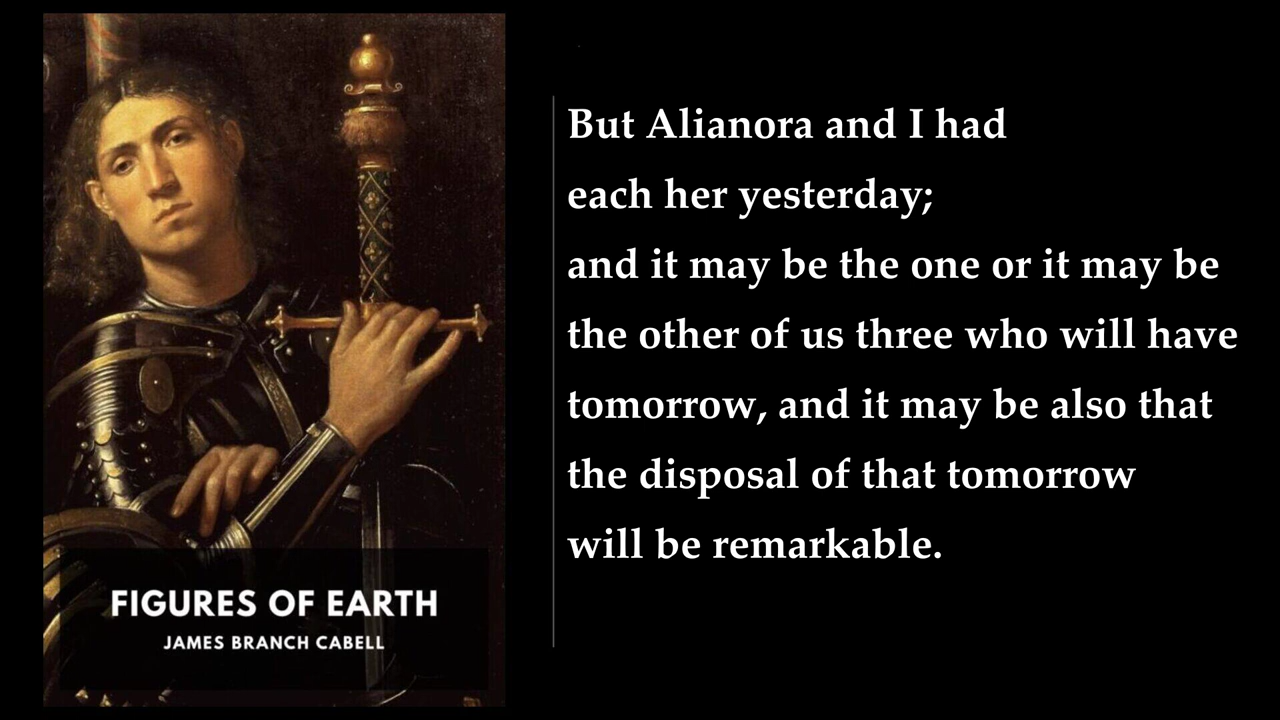 FIGURES OF EARTH
JAMES BRANCH CABELL
But Alianora and I had
each her yesterday;
and it may be the one or it may be
the other of us three who will have
tomorrow, and it may be also that
the disposal of that tomorrow
will be remarkable.